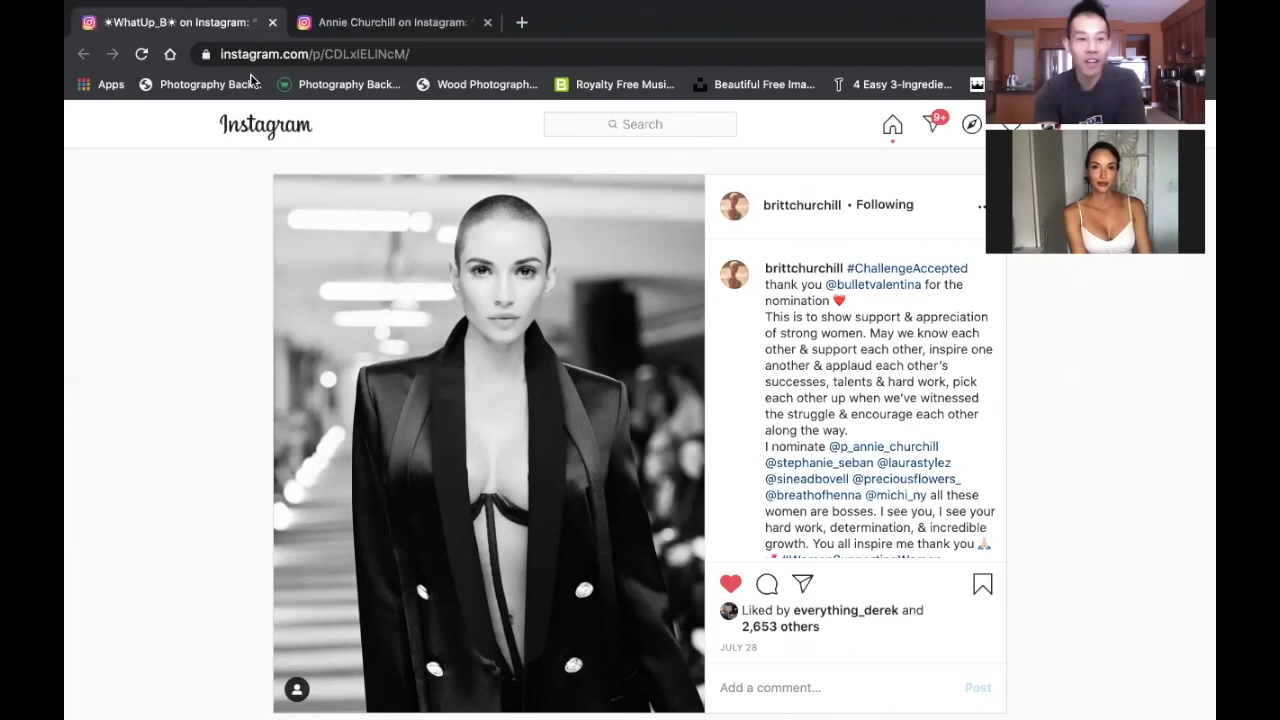 ☀WhatUp_B☀ on Instagram: “
Annie Churchill on Instagram: “
instagram.com
Apps
Photography Back...
Photography Bac...
Wood Photograph...
Royalty Free Musi...
Beautiful Free Ima...
4 Easy 3-Ingredie...
Instagram
Search
9+
brittchurchill • Following
brittchurchill #ChallengeAccepted
thank you @bulletvalentina for the
nomination ❤️
This is to show support & appreciation
of strong women. May we know each
other & support each other, inspire one
another & applaud each other’s
successes, talents & hard work, pick
each other up when we’ve witnessed
the struggle & encourage each other
along the way.
I nominate @p_annie_churchill
@stephanie_seban @laurastylez
@sineadbovell @preciousflowers_
@breathofhenna @michi_ny all these
women are bosses. I see you, I see your
hard work, determination, & incredible
growth. You all inspire me thank you 🙏🏻
#WomenSupportingWomen
Liked by everything_derek and
2,653 others
JULY 28
Add a comment...
Post